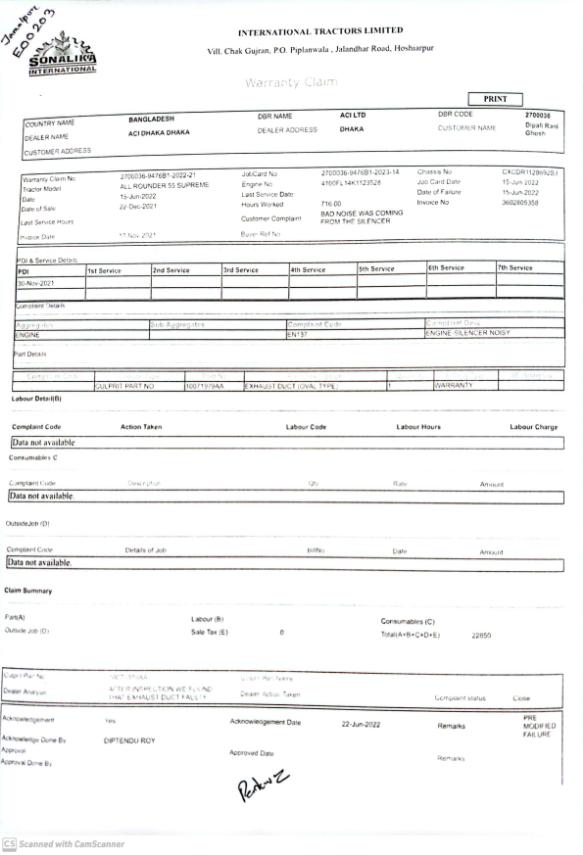 Jamalpur
E00203
SONALIKA
INTERNATIONAL
INTERNATIONAL TRACTORS LIMITED
Vill. Chak Gujran, P.O. Piplanwala , Jalandhar Road, Hoshiarpur
Warranty Claim
PRINT
COUNTRY NAME BANGLADESH DBR NAME ACI LTD DBR CODE 2700036
DEALER NAME ACI DHAKA DHAKA DEALER ADDRESS DHAKA CUSTOMER NAME Dipali Rani Ghosh
CUSTOMER ADDRESS
Warranty Claim No 2700036-9476B1-2022-21 JobCard No 2700036-9476B1-2023-14 Chassis No
Tractor Model ALL ROUNDER 55 SUPREME Engine No 4100FL14K1123528 Job Card Date 15-Jun-2022
Date 15-Jun-2022 Last Service Date Date of Failure 15-Jun-2022
Date of Sale 22-Dec-2021 Hours Worked 716.00 Invoice No 3602805358
Last Service Hours Customer Complaint BAD NOISE WAS COMING FROM THE SILENCER
Invoice Date 17-Nov-2021 Buyer Ref No
PDI & Service Details
PDI 1st Service 2nd Service 3rd Service 4th Service 5th Service 6th Service 7th Service
30-Nov-2021
Complaint Details
Aggregates Sub Aggregates Complaint Code Complaint Desc
ENGINE EN137 ENGINE-SILENCER NOISY
Part Details
CULPRIT PART NO 10071979AA EXHAUST DUCT (OVAL TYPE) 1 WARRANTY
Labour Detail(B)
Complaint Code Action Taken Labour Code Labour Hours Labour Charge
Data not available
Consumables C
Complaint Code Description Qty Rate Amount
Data not available.
OutsideJob (D)
Complaint Code Details of Job BillNo Date Amount
Data not available.
Claim Summary
Part(A) Labour (B) Consumables (C)
Outside Job (D) Sale Tax (E) 0 Total(A+B+C+D+E) 22850
Culprit Part No Culprit Part Name
Dealer Analysis AFTER INSPECTION WE FOUND THAT EXHAUST DUCT FAULTY Dealer Action Taken Complaint status Close
Acknowledgement Yes Acknowledgement Date 22-Jun-2022 Remarks PRE MODIFIED FAILURE
Acknowledge Done By DIPTENDU ROY
Approval Approved Date Remarks
Approval Done By
CS Scanned with CamScanner